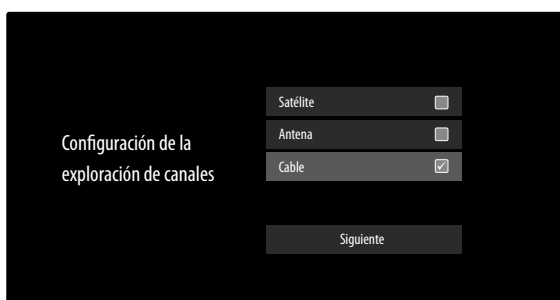 Configuración de la
exploración de canales
Satélite
Antena
Cable
Siguiente